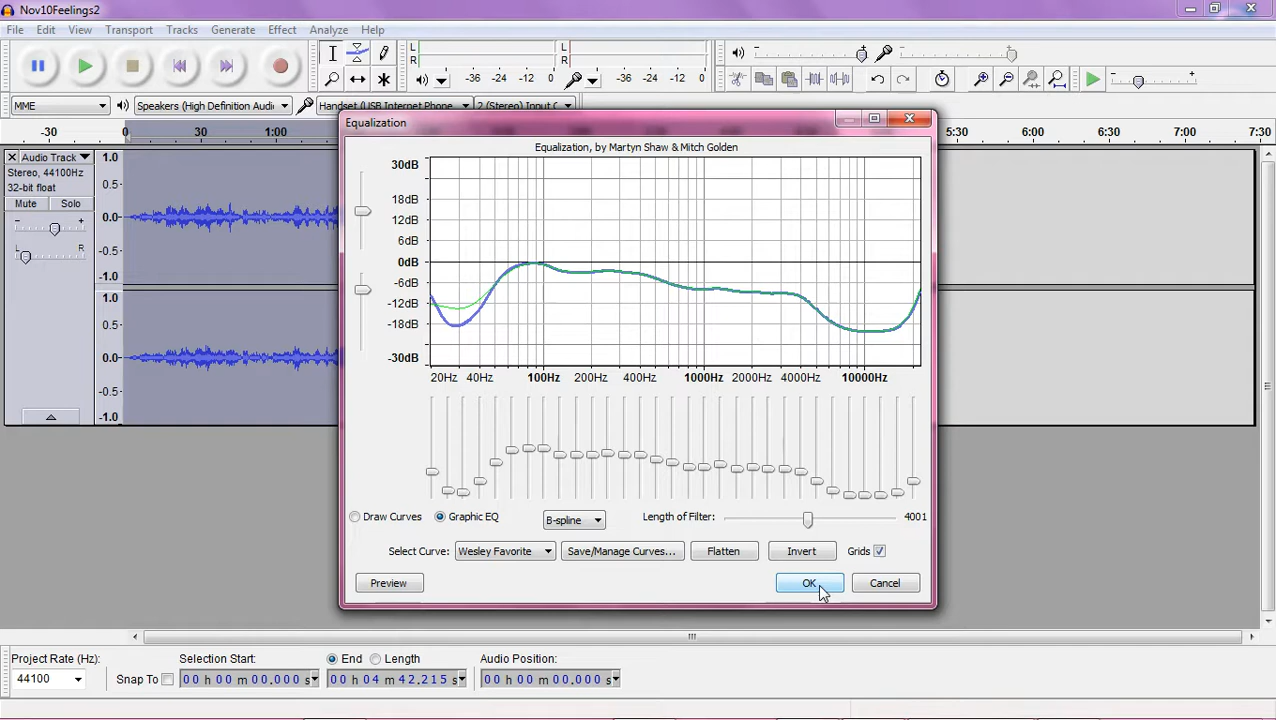 Nov10Feelings2
File Edit View Transport Tracks Generate Effect Analyze Help
L
R
-36 -24 -12 0
L
R
-36 -24 -12 0
MME
Speakers (High Definition Audio
Handset (USB Internet Phone
2 (Stereo) Input C
-30 0 30 1:00 5:30 6:00 6:30 7:00 7:30
Audio Track
Stereo, 44100Hz
32-bit float
Mute Solo
- +
L R
1.0
0.5
0.0
-0.5
-1.0
1.0
0.5
0.0
-0.5
-1.0
Equalization
Equalization, by Martyn Shaw & Mitch Golden
30dB
18dB
12dB
6dB
0dB
-6dB
-12dB
-18dB
-30dB
20Hz 40Hz 100Hz 200Hz 400Hz 1000Hz 2000Hz 4000Hz 10000Hz
Draw Curves Graphic EQ B-spline Length of Filter: 4001
Select Curve: Wesley Favorite Save/Manage Curves... Flatten Invert Grids
Preview OK Cancel
Project Rate (Hz): Selection Start: End Length Audio Position:
44100 Snap To 00 h 00 m 00.000 s 00 h 04 m 42.215 s 00 h 00 m 00.000 s